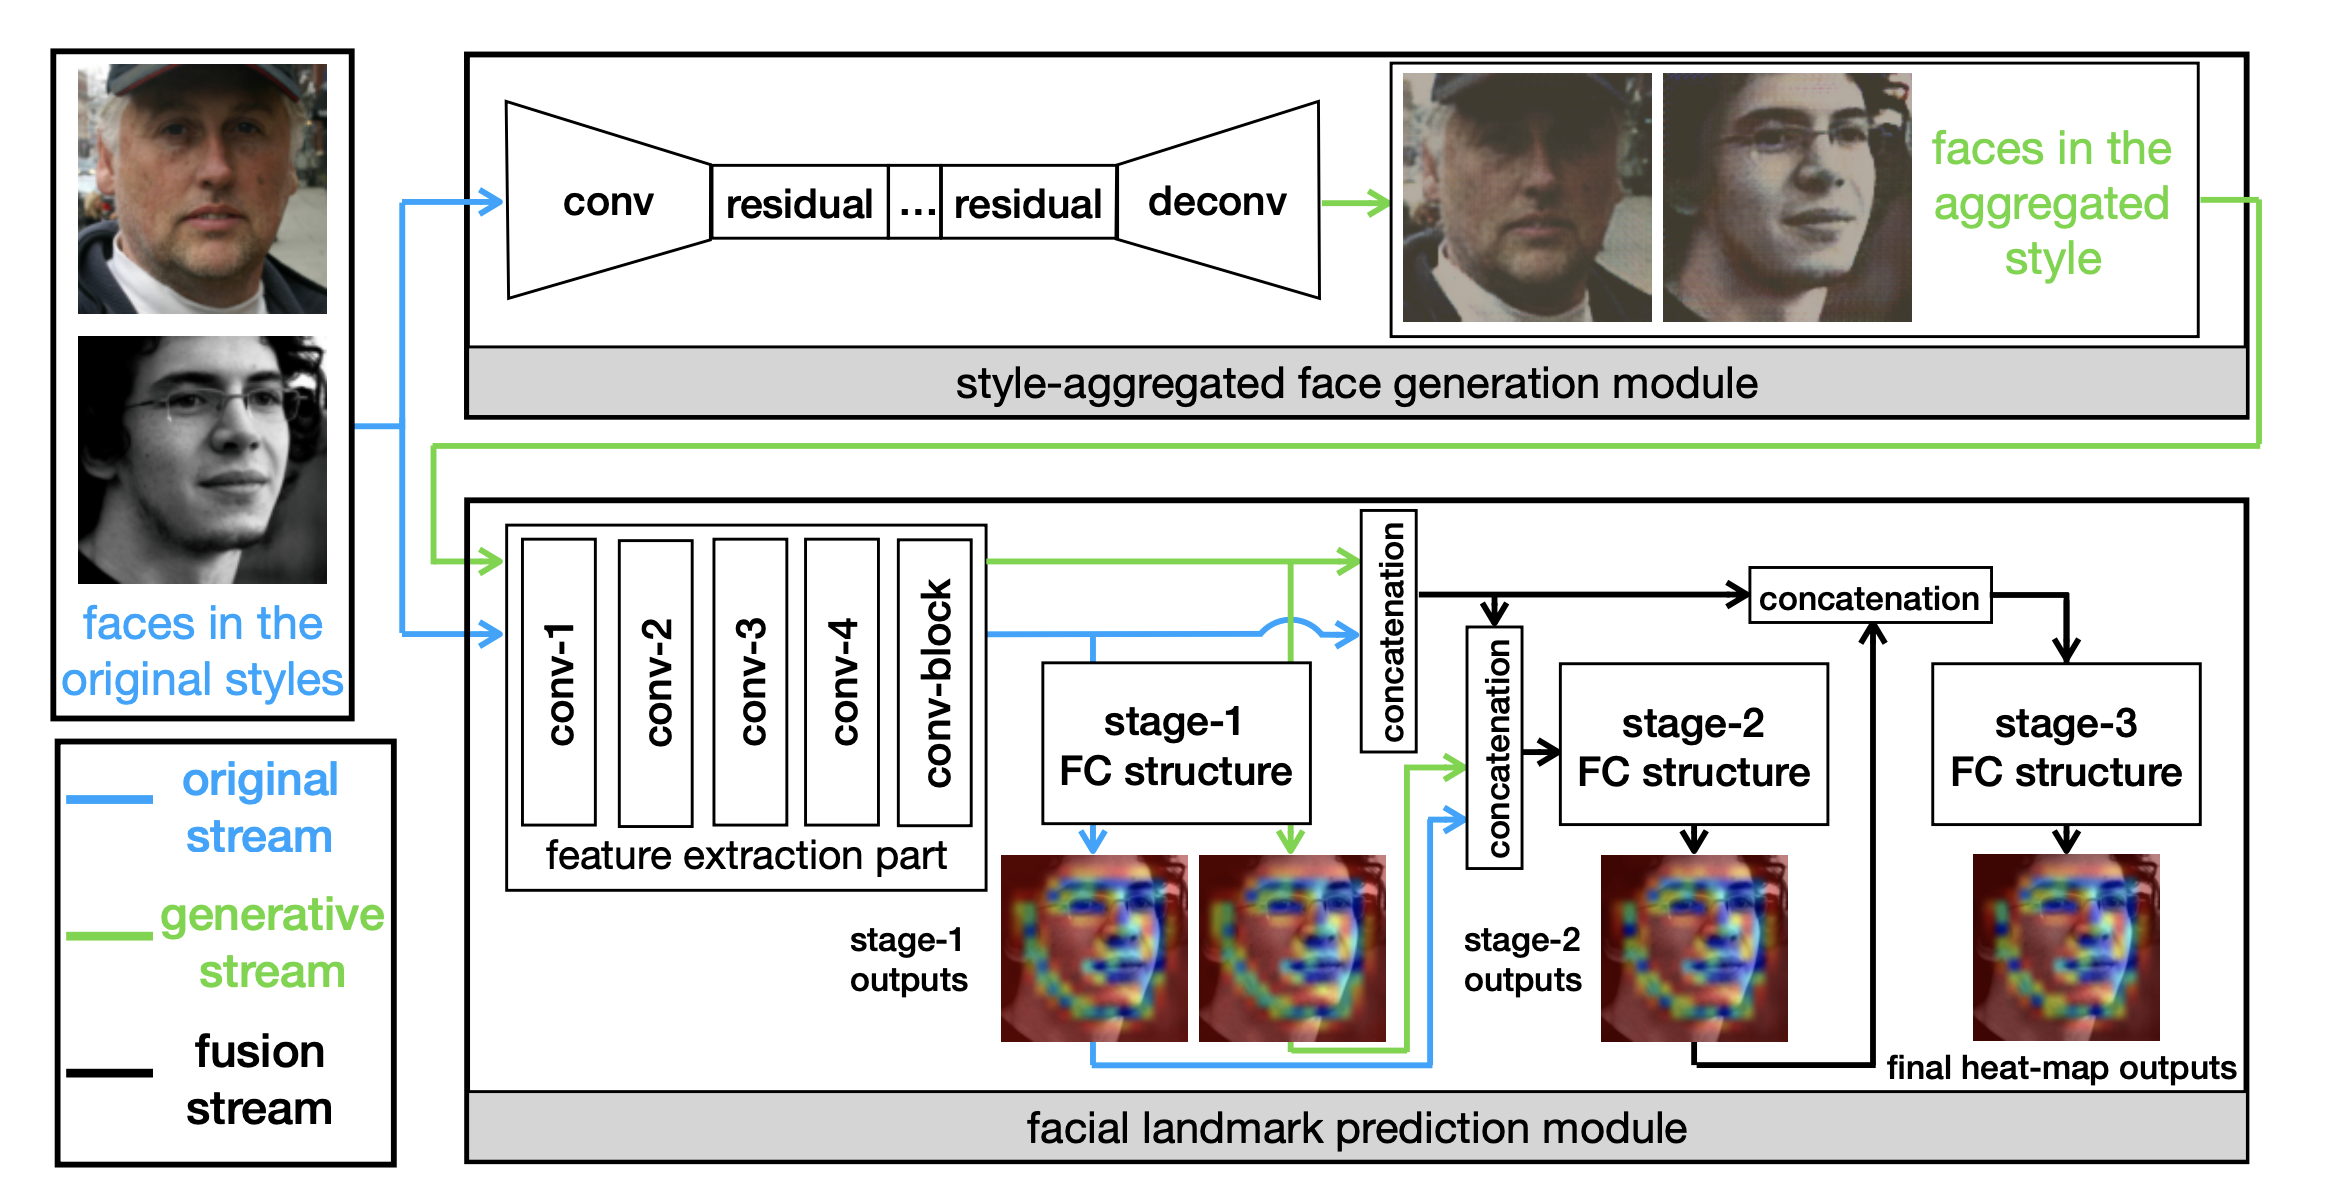 faces in the
original styles
original
stream
generative
stream
fusion
stream
conv
residual
...
residual
deconv
faces in the
aggregated
style
style-aggregated face generation module
conv-1
conv-2
conv-3
conv-4
conv-block
feature extraction part
stage-1
FC structure
stage-1
outputs
concatenation
concatenation
stage-2
FC structure
stage-2
outputs
concatenation
stage-3
FC structure
final heat-map outputs
facial landmark prediction module